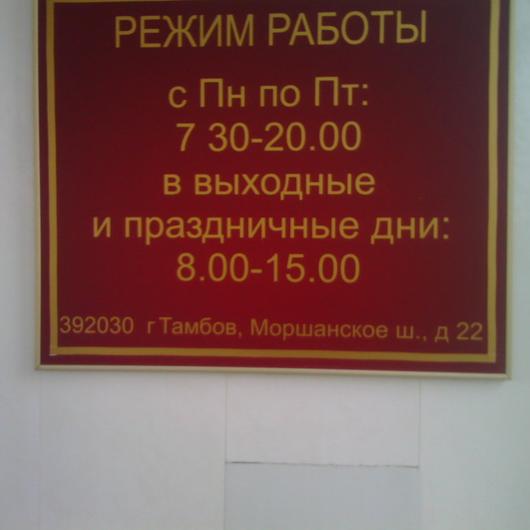 РЕЖИМ РАБОТЫ
с Пн по Пт:
7 30-20.00
в выходные
и праздничные дни:
8.00-15.00
392030 г Тамбов, Моршанское ш., д 22